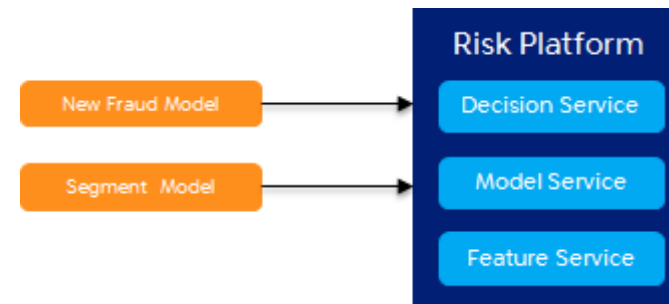 Risk Platform
New Fraud Model
Decision Service
Segment Model
Model Service
Feature Service